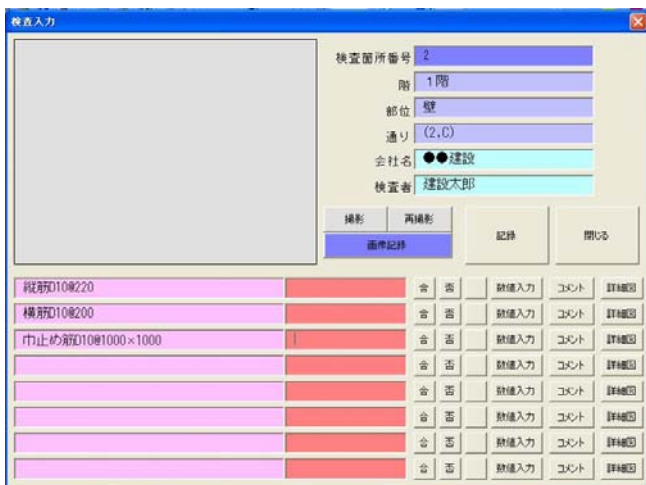 検査入力
検査箇所番号 2
階 1階
部位 壁
通り (2,C)
会社名 ●●建設
検査者 建設太郎
撮影 再撮影
画像記録
記録 閉じる
縦筋D10@220 合 否 数値入力 コメント 詳細図
横筋D10@200 合 否 数値入力 コメント 詳細図
巾止め筋D10@1000×1000 合 否 数値入力 コメント 詳細図
合 否 数値入力 コメント 詳細図
合 否 数値入力 コメント 詳細図
合 否 数値入力 コメント 詳細図
合 否 数値入力 コメント 詳細図
合 否 数値入力 コメント 詳細図